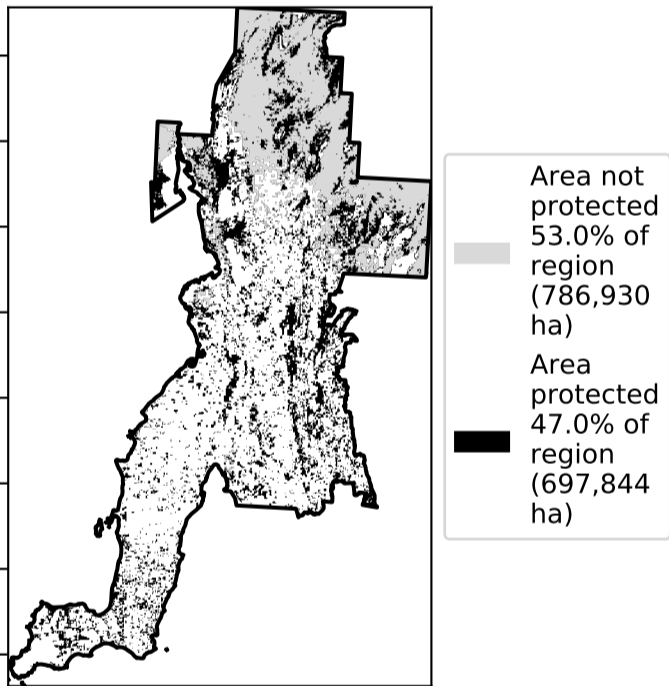 Area not
protected
53.0% of
region
(786,930
ha)
Area
protected
47.0% of
region
(697,844
ha)